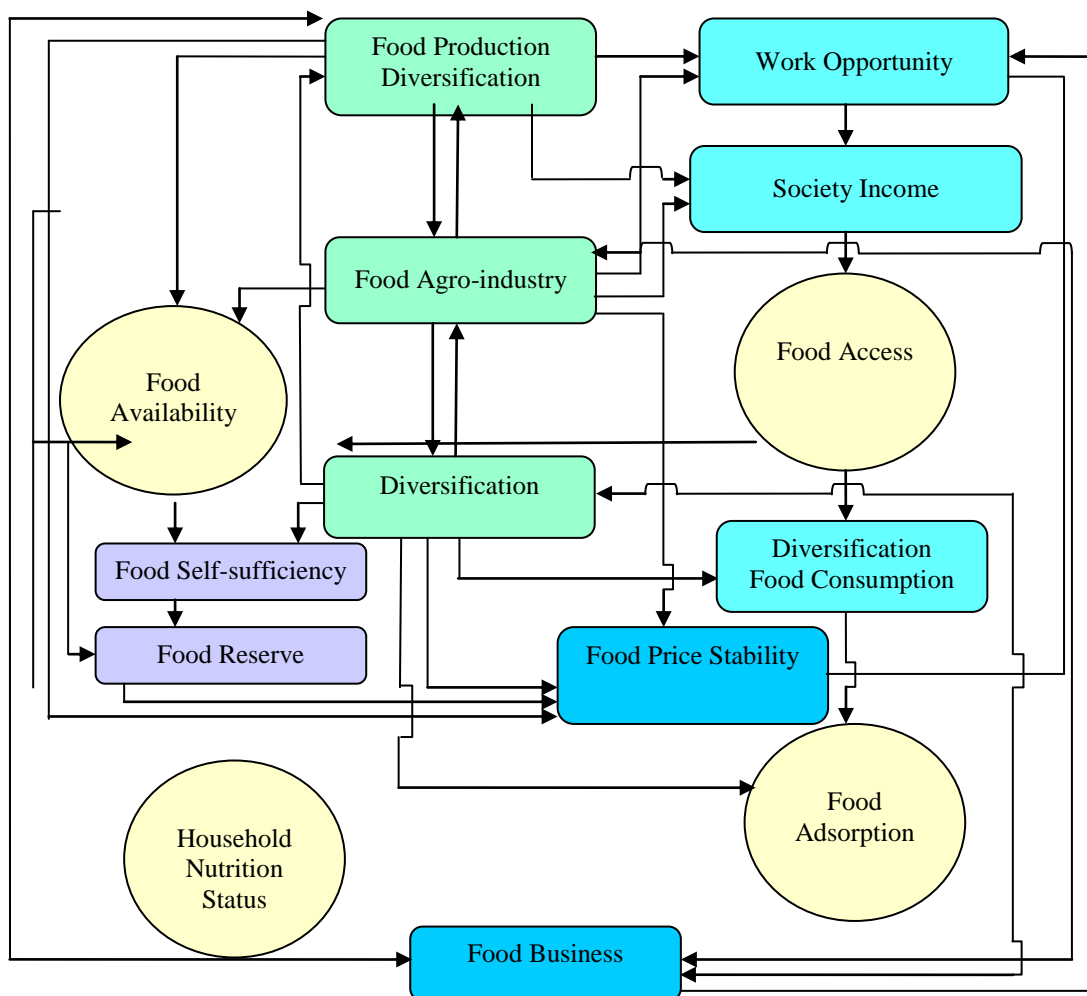 Food Production
Diversification
Work Opportunity
Society Income
Food Agro-industry
Food Access
Food
Availability
Diversification
Diversification
Food Consumption
Food Self-sufficiency
Food Reserve
Food Price Stability
Food
Adsorption
Household
Nutrition
Status
Food Business